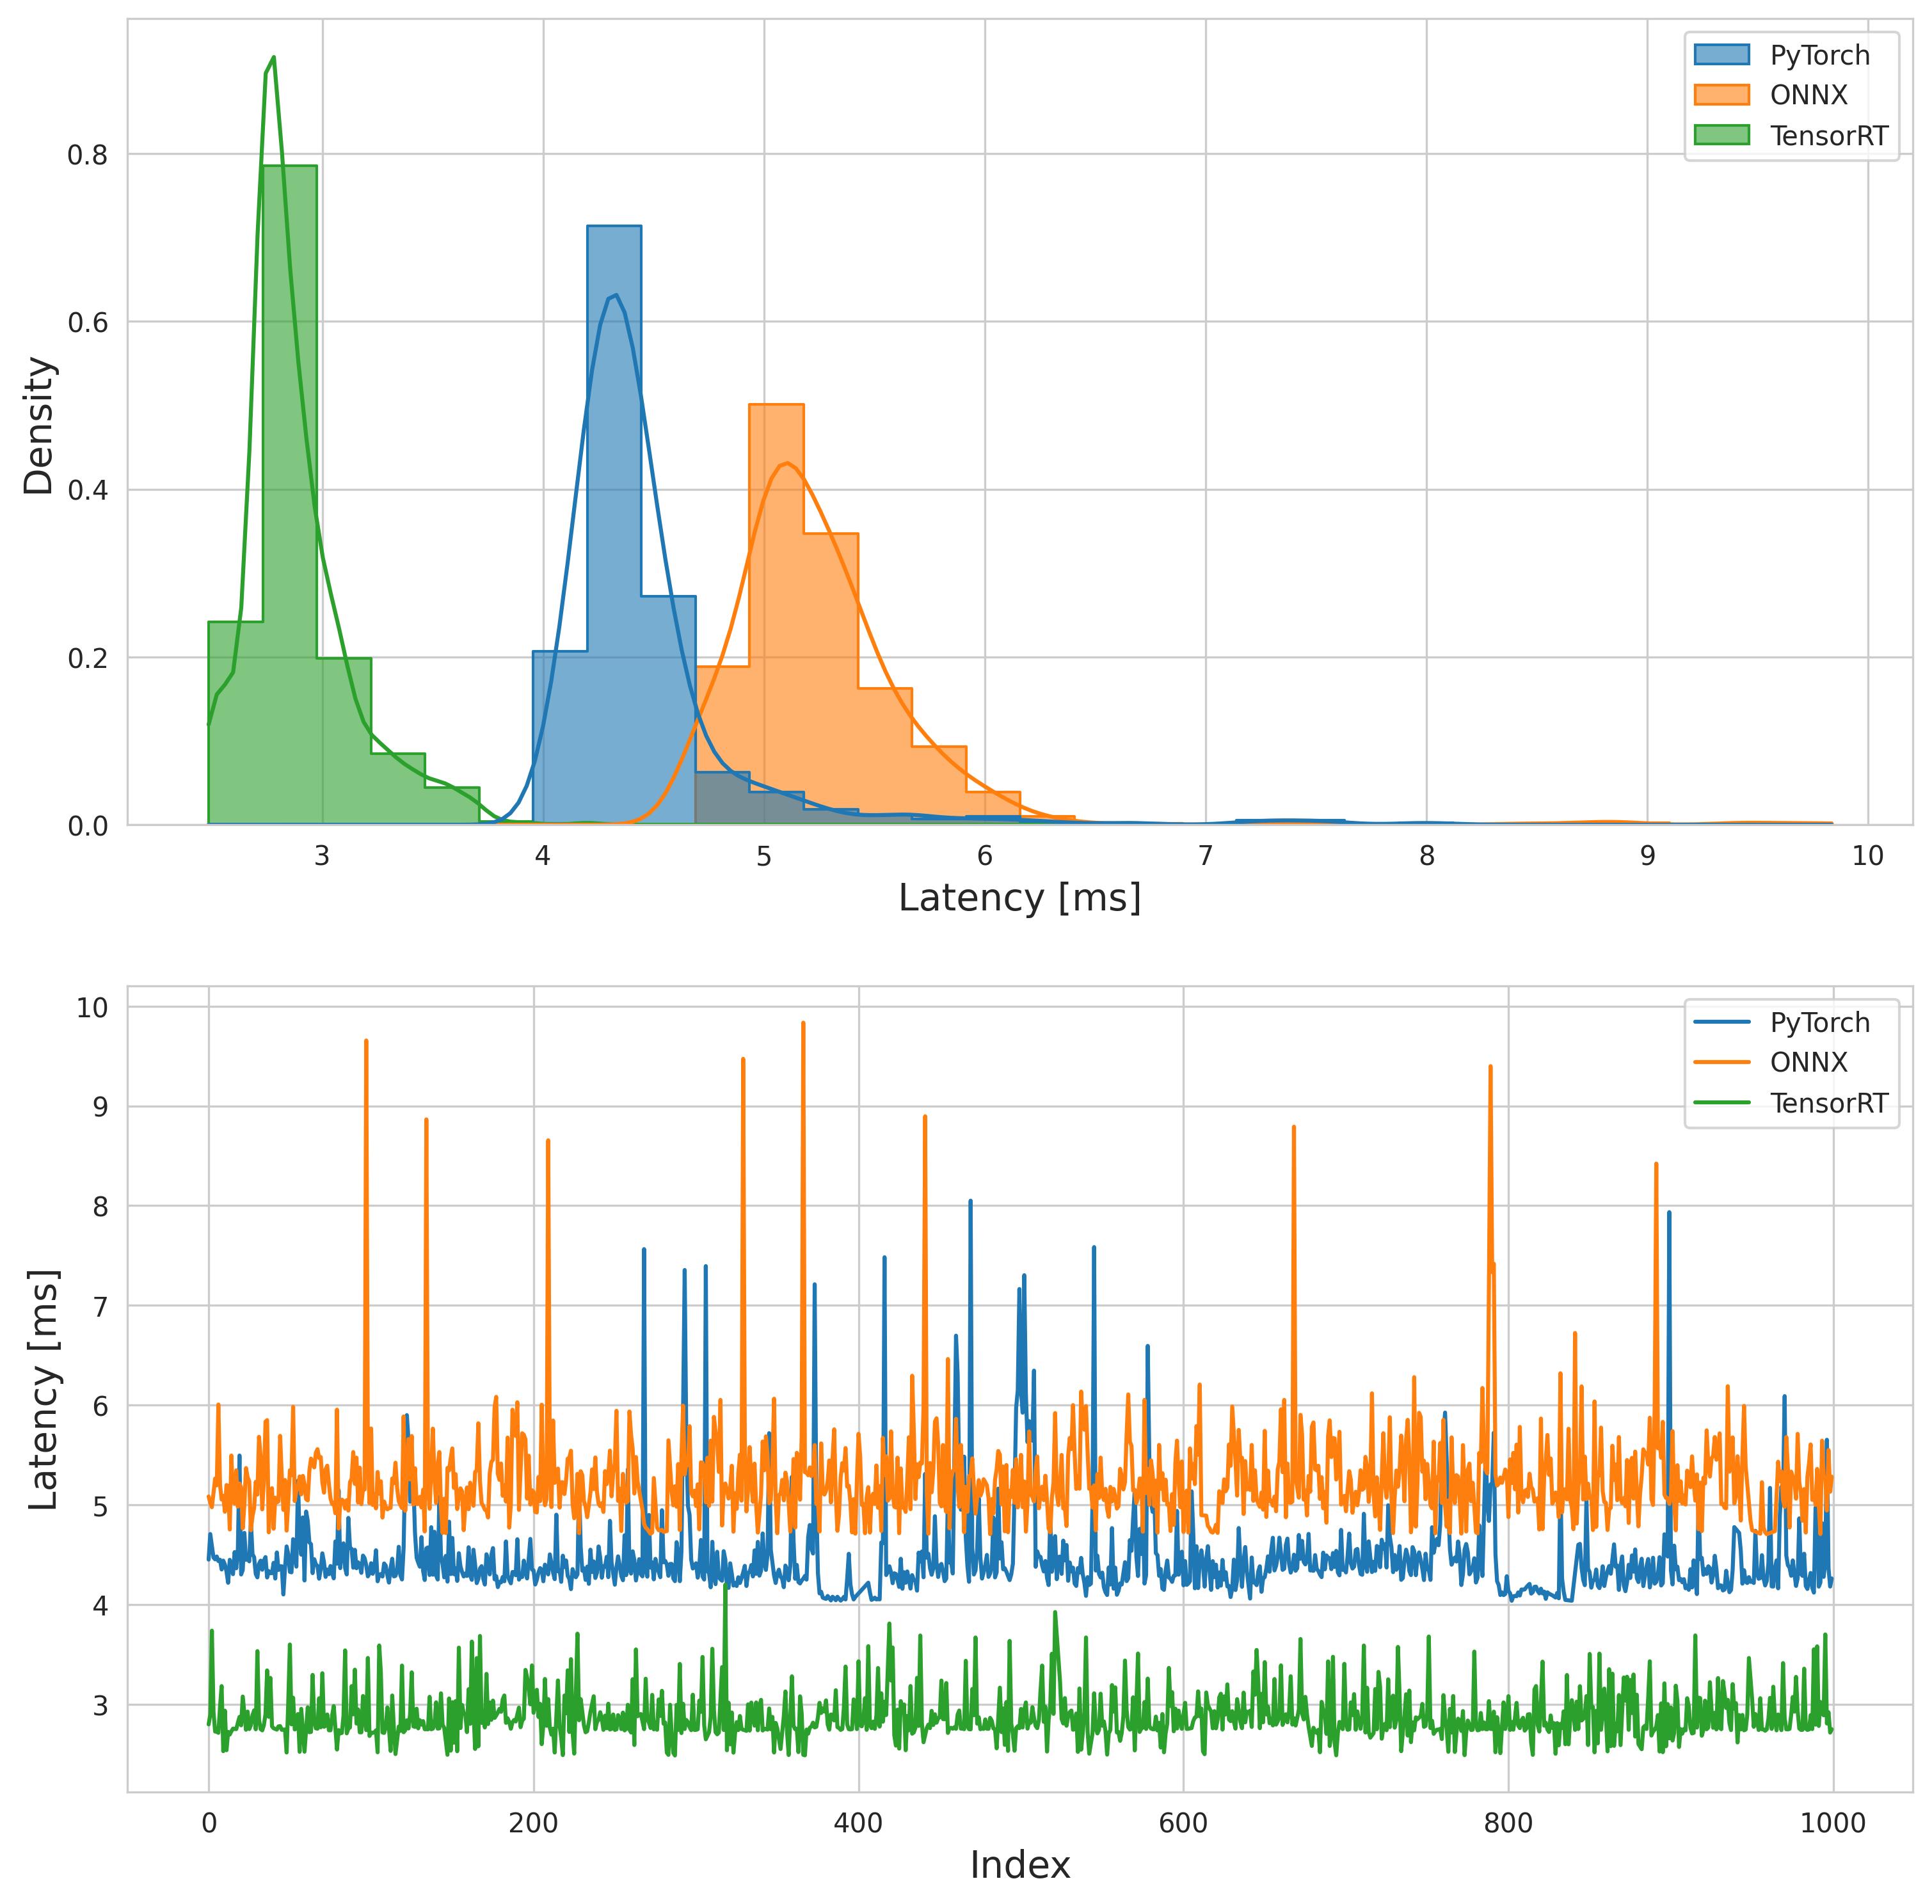 PyTorch
ONNX
TensorRT
0.8
0.6
0.4
0.2
0.0
Density
3 4 5 6 7 8 9 10
Latency [ms]
PyTorch
ONNX
TensorRT
10
9
8
7
6
5
4
3
Latency [ms]
0 200 400 600 800 1000
Index